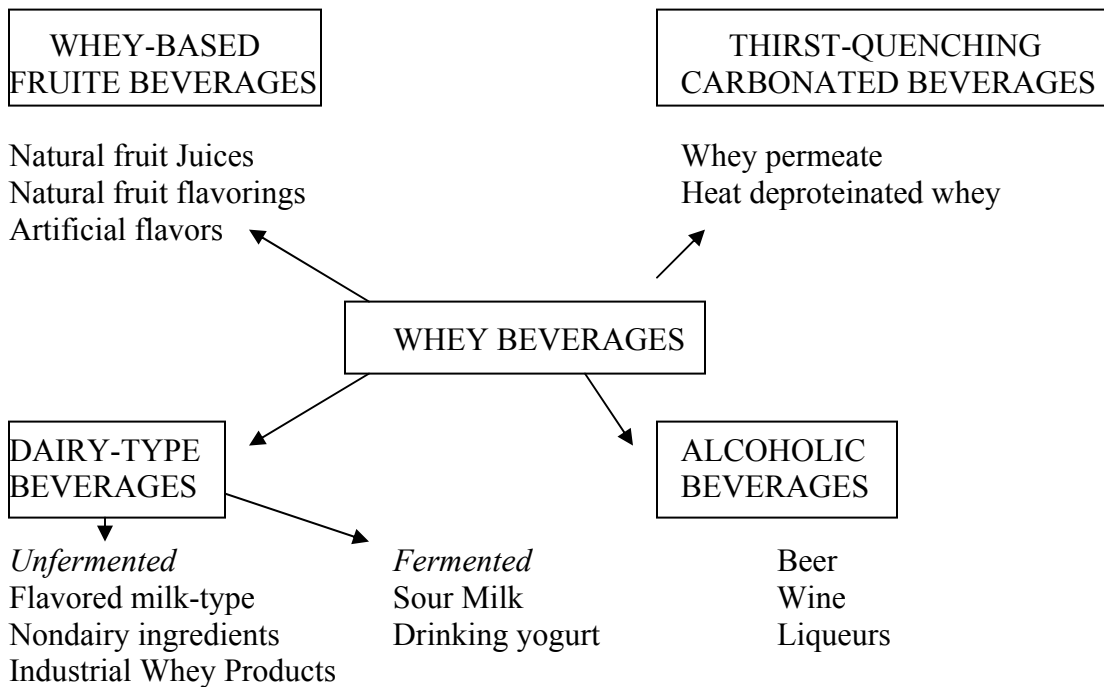 WHEY-BASED
FRUITE BEVERAGES
THIRST-QUENCHING
CARBONATED BEVERAGES
Natural fruit Juices
Natural fruit flavorings
Artificial flavors
Whey permeate
Heat deproteinated whey
WHEY BEVERAGES
DAIRY-TYPE
BEVERAGES
ALCOHOLIC
BEVERAGES
Unfermented
Flavored milk-type
Nondairy ingredients
Industrial Whey Products
Fermented
Sour Milk
Drinking yogurt
Beer
Wine
Liqueurs